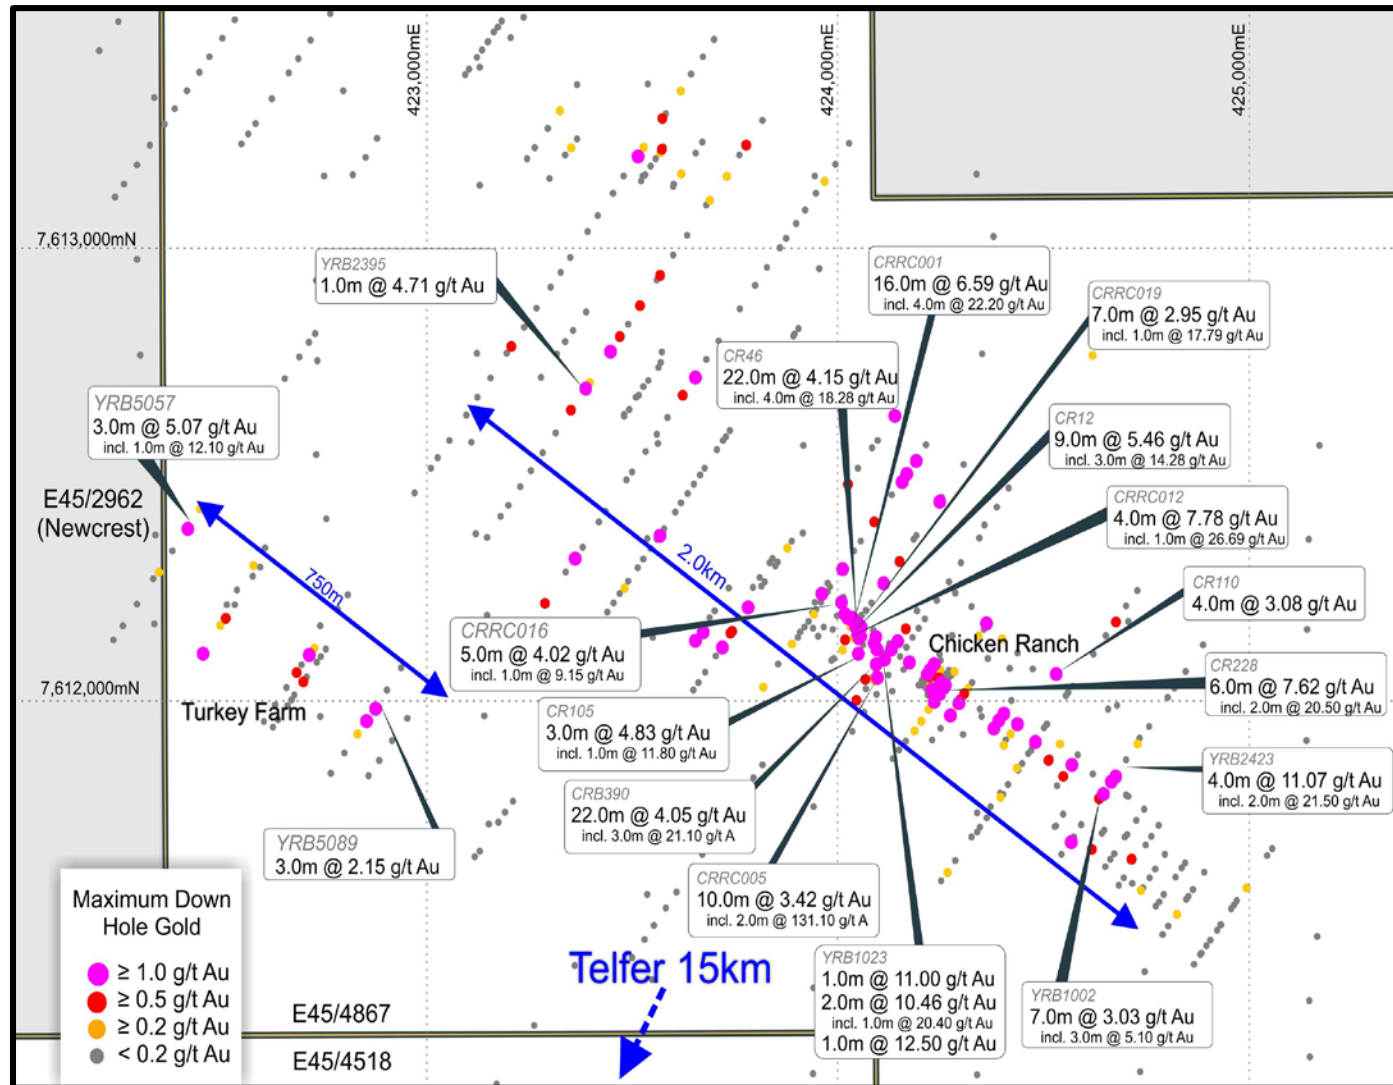 423,000mE
424,000mE
425,000mE
7,613,000mN
YRB2395
1.0m @ 4.71 g/t Au
CRRC001
16.0m @ 6.59 g/t Au
incl. 4.0m @ 22.20 g/t Au
CRRC019
7.0m @ 2.95 g/t Au
incl. 1.0m @ 17.79 g/t Au
CR46
22.0m @ 4.15 g/t Au
incl. 4.0m @ 18.28 g/t Au
YRB5057
3.0m @ 5.07 g/t Au
incl. 1.0m @ 12.10 g/t Au
CR12
9.0m @ 5.46 g/t Au
incl. 3.0m @ 14.28 g/t Au
E45/2962
(Newcrest)
CRRC012
4.0m @ 7.78 g/t Au
incl. 1.0m @ 26.69 g/t Au
750m
2.0km
CR110
4.0m @ 3.08 g/t Au
CRRC016
5.0m @ 4.02 g/t Au
incl. 1.0m @ 9.15 g/t Au
Chicken Ranch
7,612,000mN
CR228
6.0m @ 7.62 g/t Au
incl. 2.0m @ 20.50 g/t Au
Turkey Farm
CR105
3.0m @ 4.83 g/t Au
incl. 1.0m @ 11.80 g/t Au
YRB2423
4.0m @ 11.07 g/t Au
incl. 2.0m @ 21.50 g/t Au
CRB390
22.0m @ 4.05 g/t Au
incl. 3.0m @ 21.10 g/t A
YRB5089
3.0m @ 2.15 g/t Au
CRRC005
10.0m @ 3.42 g/t Au
incl. 2.0m @ 131.10 g/t A
Maximum Down
Hole Gold
≥ 1.0 g/t Au
≥ 0.5 g/t Au
≥ 0.2 g/t Au
< 0.2 g/t Au
Telfer 15km
YRB1023
1.0m @ 11.00 g/t Au
2.0m @ 10.46 g/t Au
incl. 1.0m @ 20.40 g/t Au
1.0m @ 12.50 g/t Au
YRB1002
7.0m @ 3.03 g/t Au
incl. 3.0m @ 5.10 g/t Au
E45/4867
E45/4518